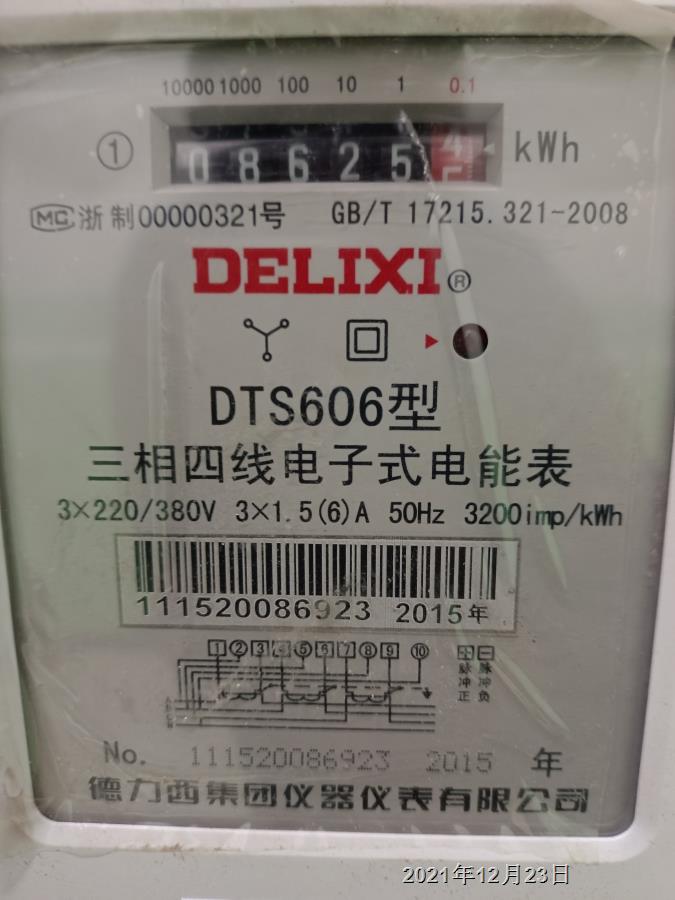 10000 1000 100 10 1 0.1
① 0 8 6 2 5 4 kWh
MC 浙制00000321号 GB/T 17215.321-2008
DELIXI®
DTS606型
三相四线电子式电能表
3×220/380V 3×1.5(6)A 50Hz 3200imp/kWh
111520086923 2015年
1 2 3 4 5 6 7 8 9 10
脉冲正 脉冲负
No. 111520086923 2015 年
德力西集团仪器仪表有限公司
2021年12月23日